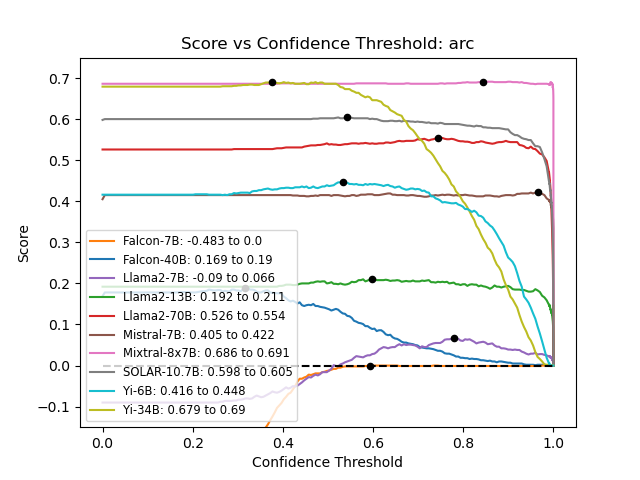 Score vs Confidence Threshold: arc
Score
0.7
0.6
0.5
0.4
0.3
0.2
0.1
0.0
−0.1
Falcon-7B: -0.483 to 0.0
Falcon-40B: 0.169 to 0.19
Llama2-7B: -0.09 to 0.066
Llama2-13B: 0.192 to 0.211
Llama2-70B: 0.526 to 0.554
Mistral-7B: 0.405 to 0.422
Mixtral-8x7B: 0.686 to 0.691
SOLAR-10.7B: 0.598 to 0.605
Yi-6B: 0.416 to 0.448
Yi-34B: 0.679 to 0.69
0.0 0.2 0.4 0.6 0.8 1.0
Confidence Threshold